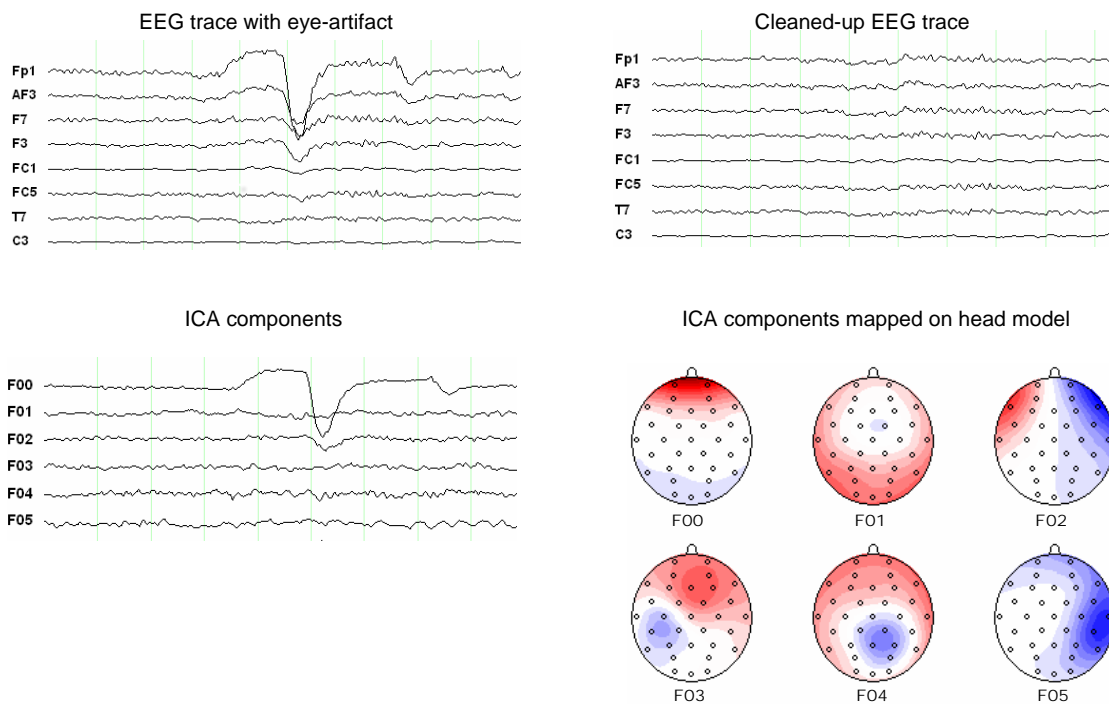 EEG trace with eye-artifact
Fp1
AF3
F7
F3
FC1
FC5
T7
C3
Cleaned-up EEG trace
Fp1
AF3
F7
F3
FC1
FC5
T7
C3
ICA components
F00
F01
F02
F03
F04
F05
ICA components mapped on head model
F00 F01 F02
F03 F04 F05